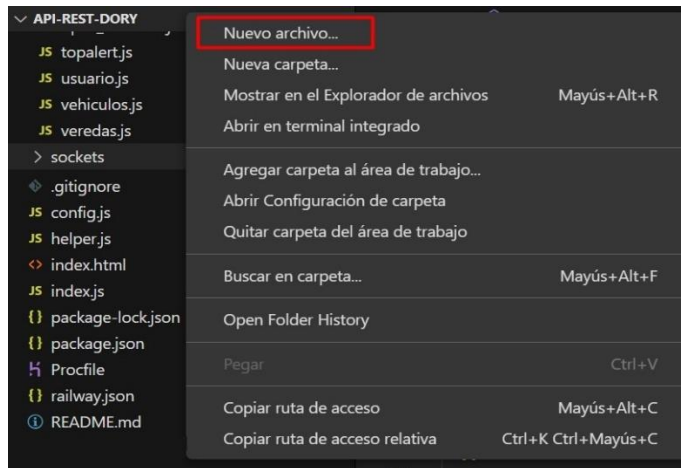 API-REST-DORY
JS topalert.js
JS usuario.js
JS vehiculos.js
JS veredas.js
sockets
.gitignore
JS config.js
JS helper.js
<> index.html
JS index.js
{} package-lock.json
{} package.json
Procfile
{} railway.json
README.md
Nuevo archivo...
Nueva carpeta...
Mostrar en el Explorador de archivos Mayús+Alt+R
Abrir en terminal integrado
Agregar carpeta al área de trabajo...
Abrir Configuración de carpeta
Quitar carpeta del área de trabajo
Buscar en carpeta... Mayús+Alt+F
Open Folder History
Pegar Ctrl+V
Copiar ruta de acceso Mayús+Alt+C
Copiar ruta de acceso relativa Ctrl+K Ctrl+Mayús+C